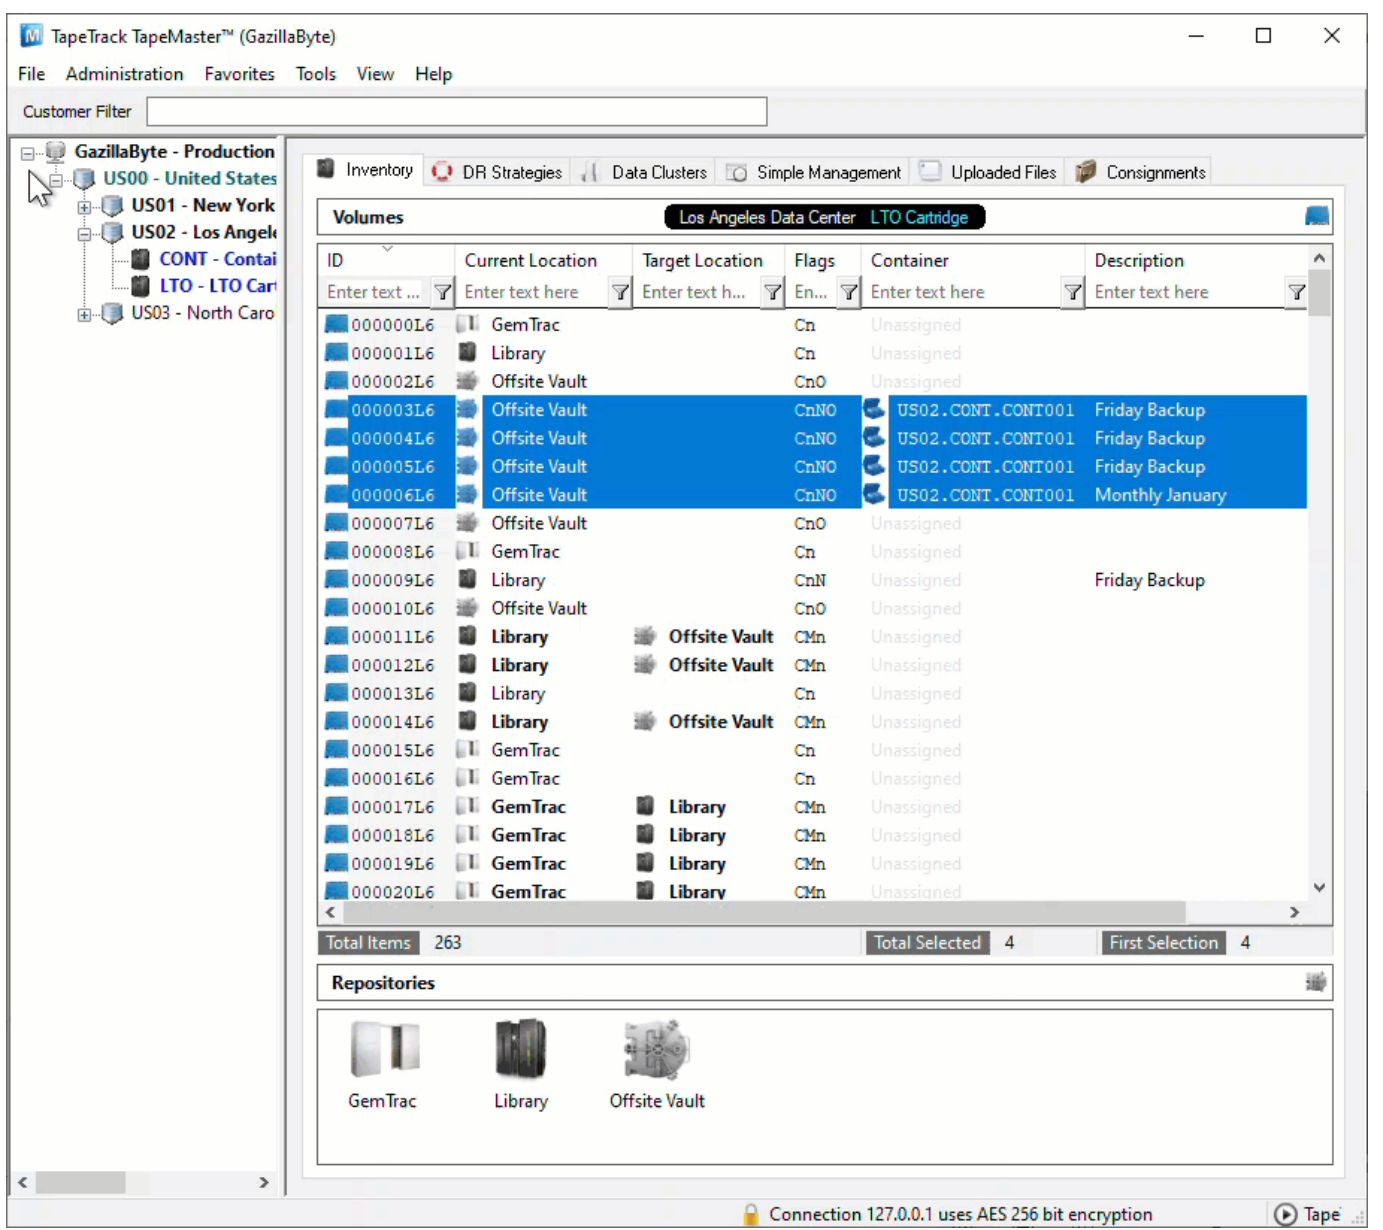 TapeTrack TapeMaster™ (GazillaByte)
File Administration Favorites Tools View Help
Customer Filter
GazillaByte - Production
US00 - United States
US01 - New York
US02 - Los Angele
CONT - Contai
LTO - LTO Cart
US03 - North Caro
Inventory DR Strategies Data Clusters Simple Management Uploaded Files Consignments
Volumes Los Angeles Data Center LTO Cartridge
ID Current Location Target Location Flags Container Description
Enter text ... Enter text here Enter text h... En... Enter text here Enter text here
000000L6 GemTrac Cn Unassigned
000001L6 Library Cn Unassigned
000002L6 Offsite Vault CnO Unassigned
000003L6 Offsite Vault CnNO US02.CONT.CONT001 Friday Backup
000004L6 Offsite Vault CnNO US02.CONT.CONT001 Friday Backup
000005L6 Offsite Vault CnNO US02.CONT.CONT001 Friday Backup
000006L6 Offsite Vault CnNO US02.CONT.CONT001 Monthly January
000007L6 Offsite Vault CnO Unassigned
000008L6 GemTrac Cn Unassigned
000009L6 Library CnN Unassigned Friday Backup
000010L6 Offsite Vault CnO Unassigned
000011L6 Library Offsite Vault CMn Unassigned
000012L6 Library Offsite Vault CMn Unassigned
000013L6 Library Cn Unassigned
000014L6 Library Offsite Vault CMn Unassigned
000015L6 GemTrac Cn Unassigned
000016L6 GemTrac Cn Unassigned
000017L6 GemTrac Library CMn Unassigned
000018L6 GemTrac Library CMn Unassigned
000019L6 GemTrac Library CMn Unassigned
000020L6 GemTrac Library CMn Unassigned
Total Items 263 Total Selected 4 First Selection 4
Repositories
GemTrac Library Offsite Vault
Connection 127.0.0.1 uses AES 256 bit encryption Tape